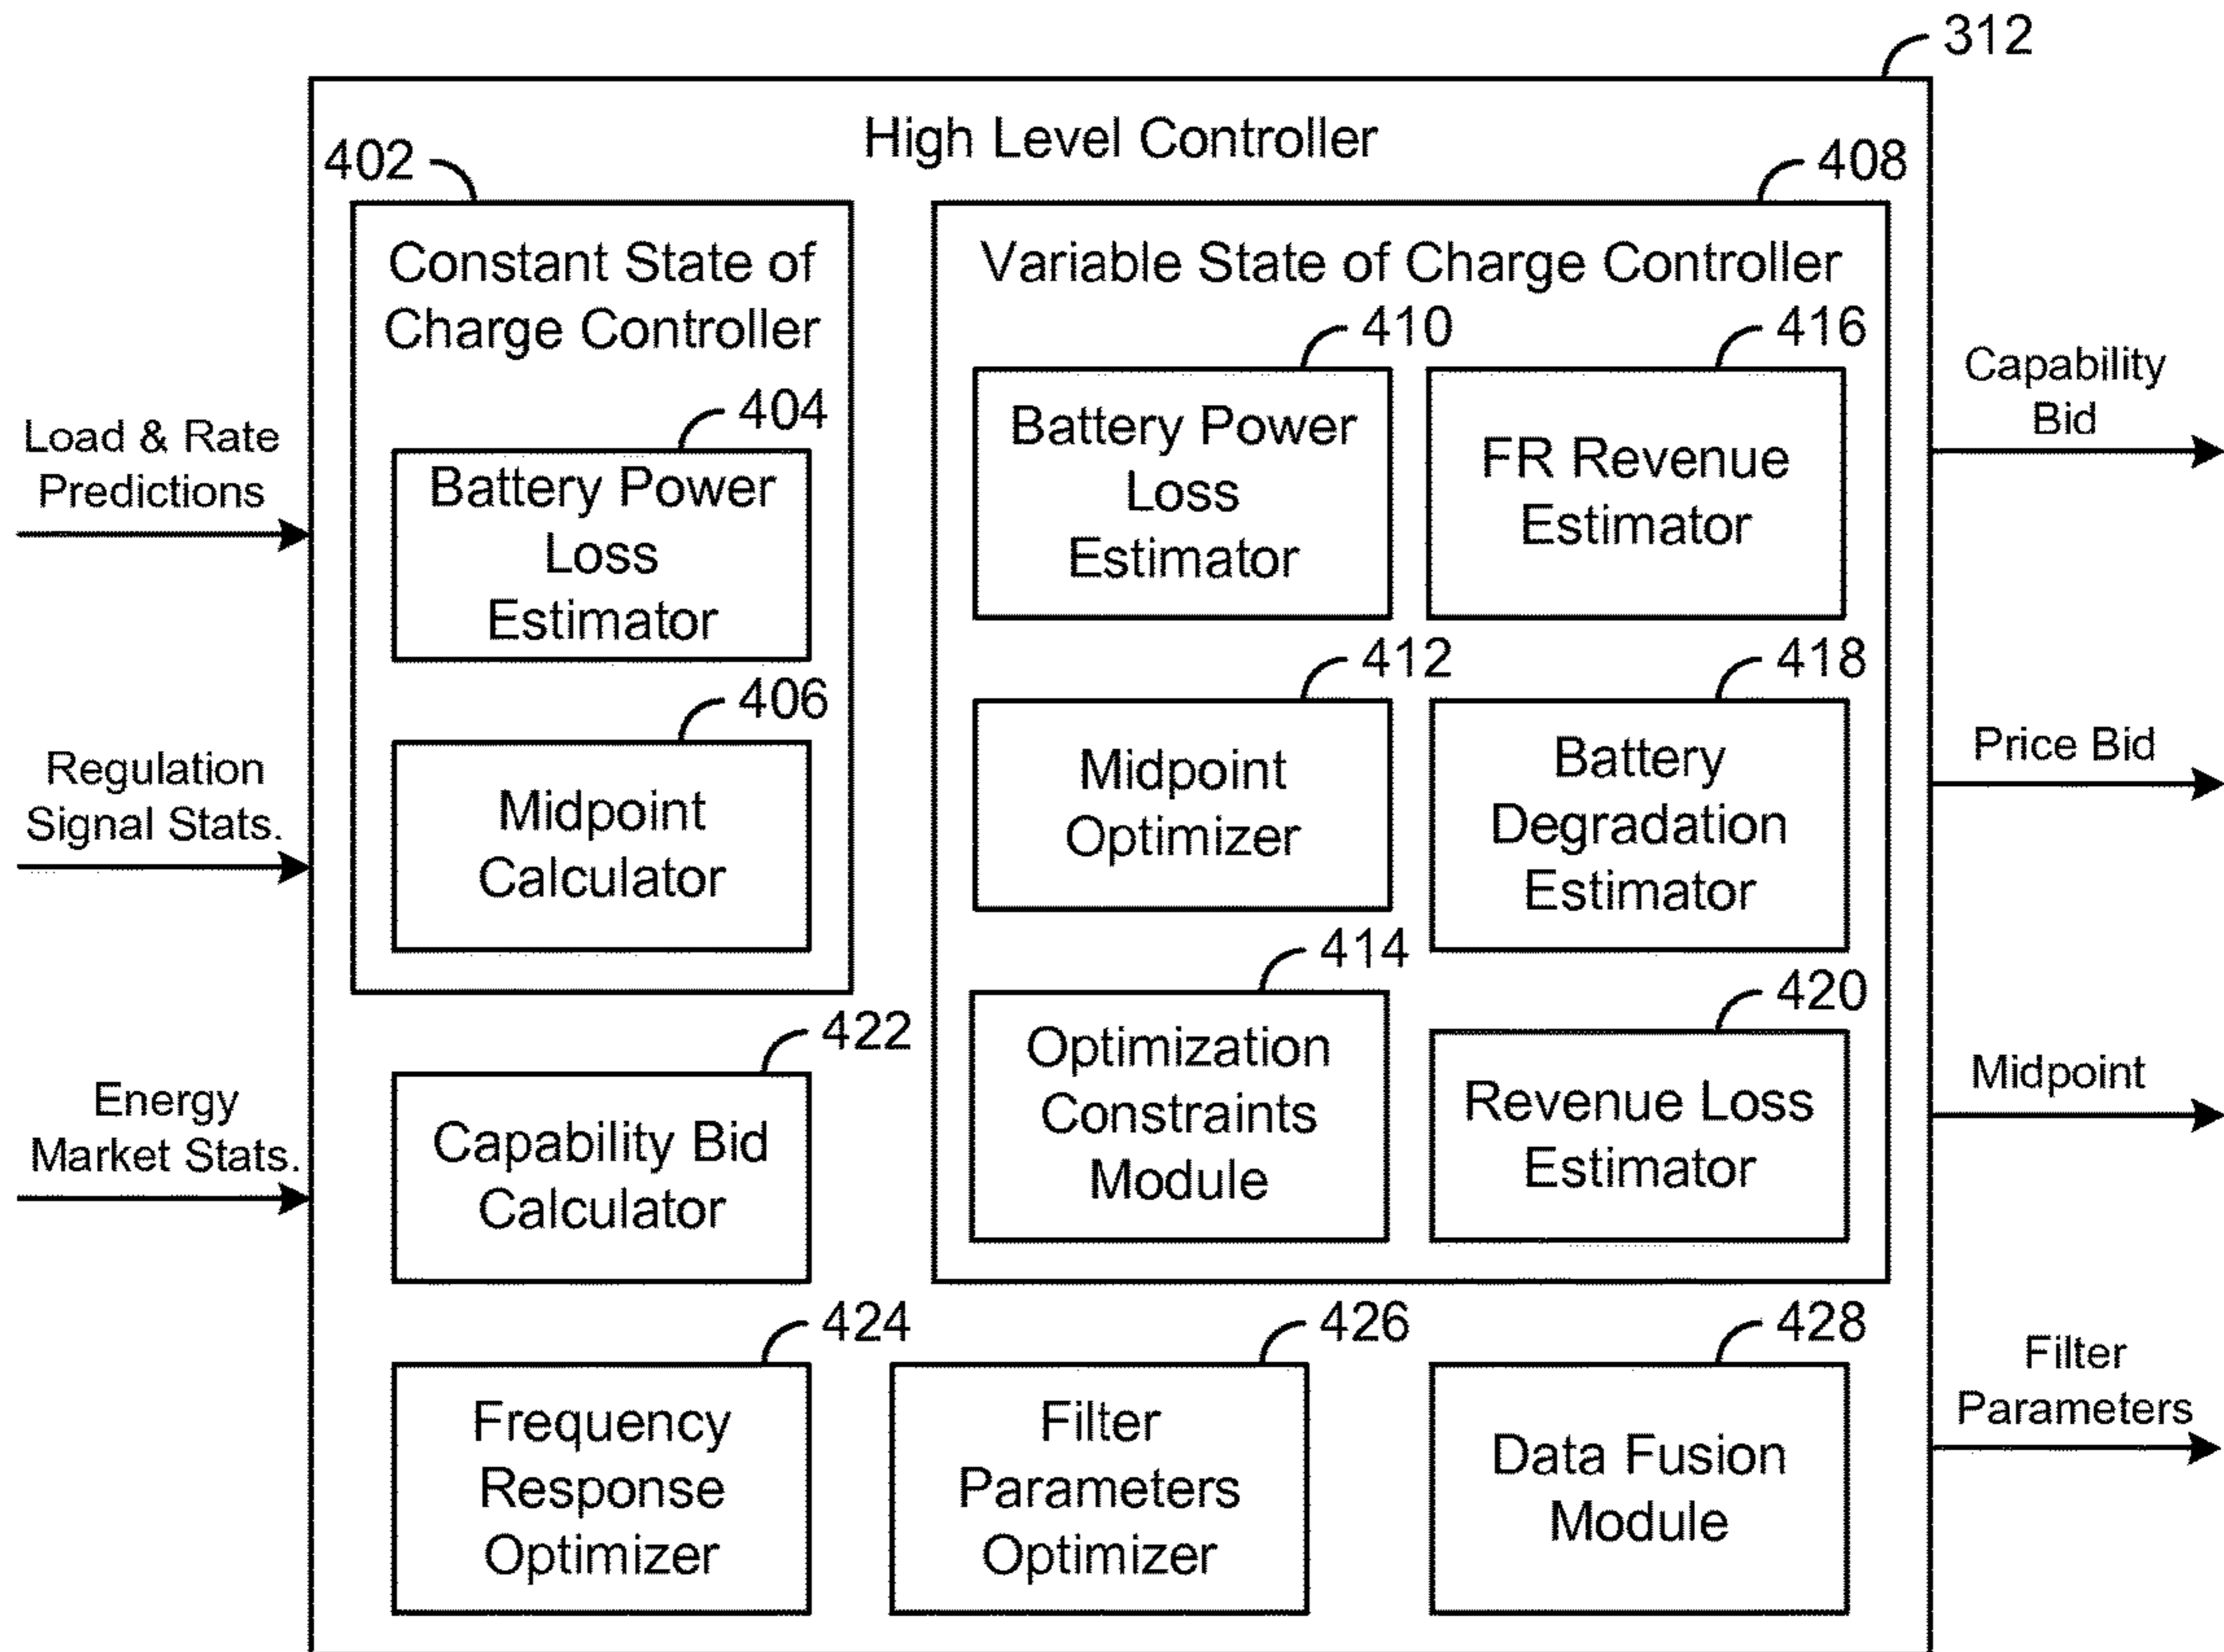 312
High Level Controller
402
408
Constant State of
Charge Controller
Variable State of Charge Controller
404
Battery Power
Loss
Estimator
406
Midpoint
Calculator
410
Battery Power
Loss
Estimator
416
FR Revenue
Estimator
412
Midpoint
Optimizer
418
Battery
Degradation
Estimator
414
Optimization
Constraints
Module
420
Revenue Loss
Estimator
422
Capability Bid
Calculator
424
Frequency
Response
Optimizer
426
Filter
Parameters
Optimizer
428
Data Fusion
Module
Load & Rate
Predictions
Regulation
Signal Stats.
Energy
Market Stats.
Capability
Bid
Price Bid
Midpoint
Filter
Parameters